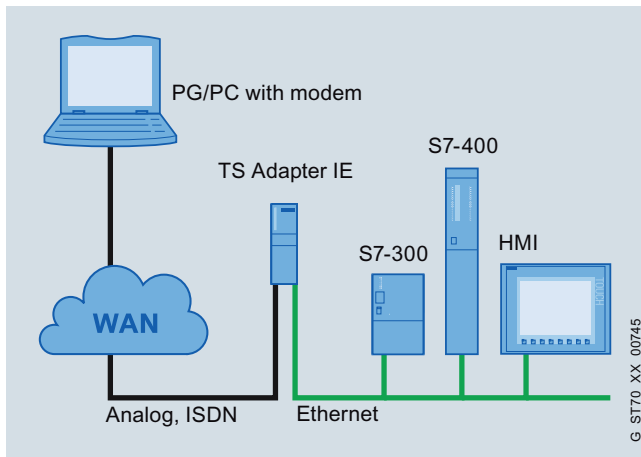 PG/PC with modem
S7-400
TS Adapter IE
S7-300
HMI
WAN
Analog, ISDN
Ethernet
G_ST70_XX_00745